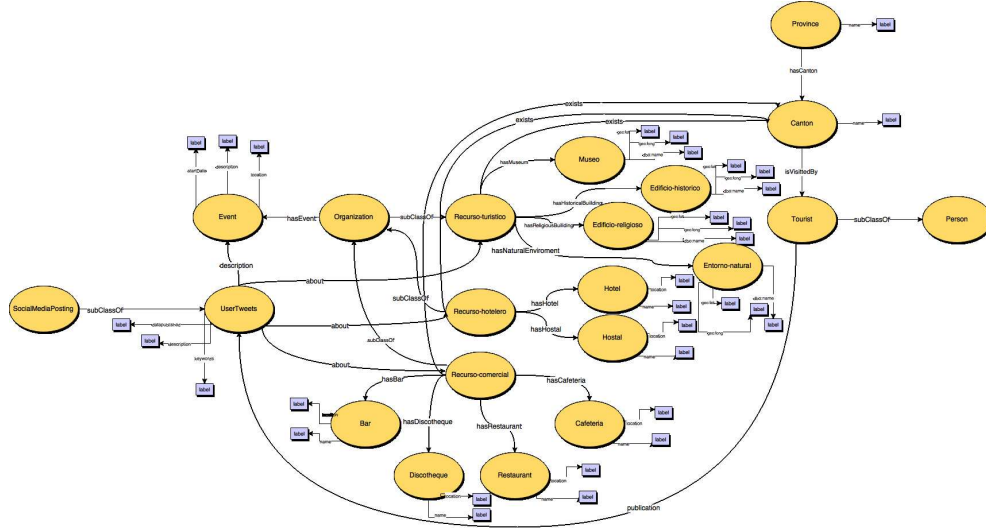 Province
name
label
hasCanton
exists
exists
exists
Canton
name
label
label
label
label
startDate
description
location
hasMuseum
Museo
geo:lat
label
geo:long
label
dbo:name
label
isVisitedBy
Edificio-historico
label
geo:long
label
dbo:name
label
hasHistoricalBuilding
Event
hasEvent
Organization
subClassOf
Recurso-turistico
hasReligiousBuilding
Edificio-religioso
label
geo:long
label
dbo:name
label
Tourist
subClassOf
Person
hasNaturalEnviroment
Entorno-natural
description
about
subClassOf
SocialMediaPosting
subClassOf
UserTweets
about
Recurso-hotelero
hasHotel
Hotel
location
label
name
label
geo:lat
label
geo:long
label
dbo:name
label
hasHostal
Hostal
location
label
name
label
label
label
description
keywords
label
subClassOf
about
Recurso-comercial
hasBar
hasCafeteria
label
label
name
Bar
hasDiscotheque
hasRestaurant
Cafeteria
location
label
name
label
Discotheque
location
label
name
label
Restaurant
location
label
name
label
publication